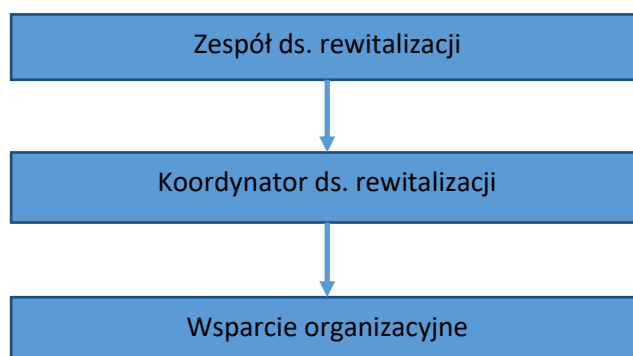 Zespół ds. rewitalizacji
Koordynator ds. rewitalizacji
Wsparcie organizacyjne